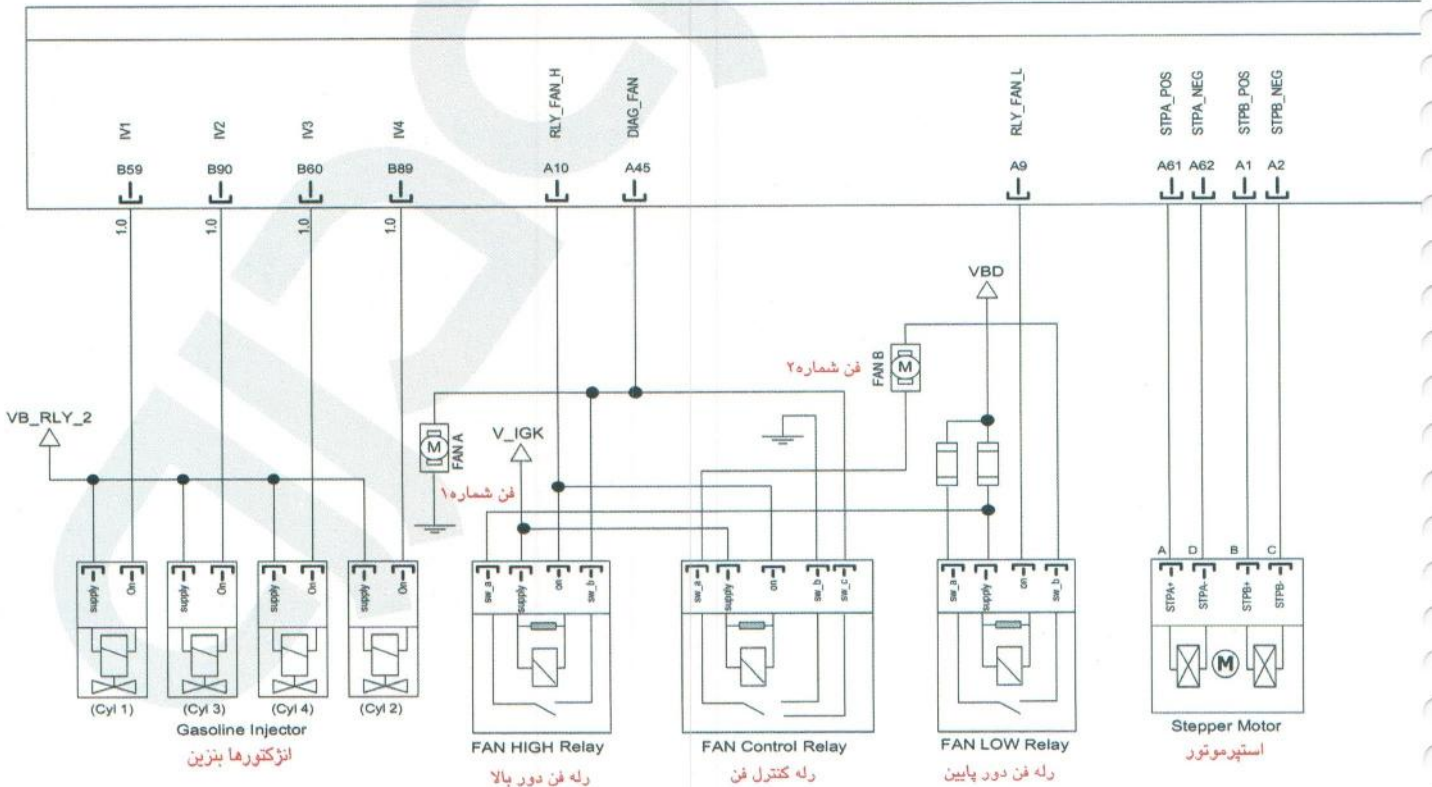 IV1
IV2
IV3
IV4
RLY_FAN_H
DIAG_FAN
RLY_FAN_L
STPA_POS
STPA_NEG
STPB_POS
STPB_NEG
B59
B90
B60
B89
A10
A45
A9
A61
A62
A1
A2
1.0
1.0
1.0
1.0
VBD
FAN B
فن شماره۲
M
VB_RLY_2
M
FAN A
V_IGK
فن شماره۱
supply
On
supply
On
supply
On
supply
On
sw_a
supply
on
sw_b
sw_a
supply
on
sw_b
sw_c
sw_a
supply
on
sw_b
A
D
B
C
STPA+
STPA-
STPB+
STPB-
M
(Cyl 1)
(Cyl 3)
(Cyl 4)
(Cyl 2)
Gasoline Injector
انژکتورها بنزین
FAN HIGH Relay
رله فن دور بالا
FAN Control Relay
رله کنترل فن
FAN LOW Relay
رله فن دور پایین
Stepper Motor
استپرموتور